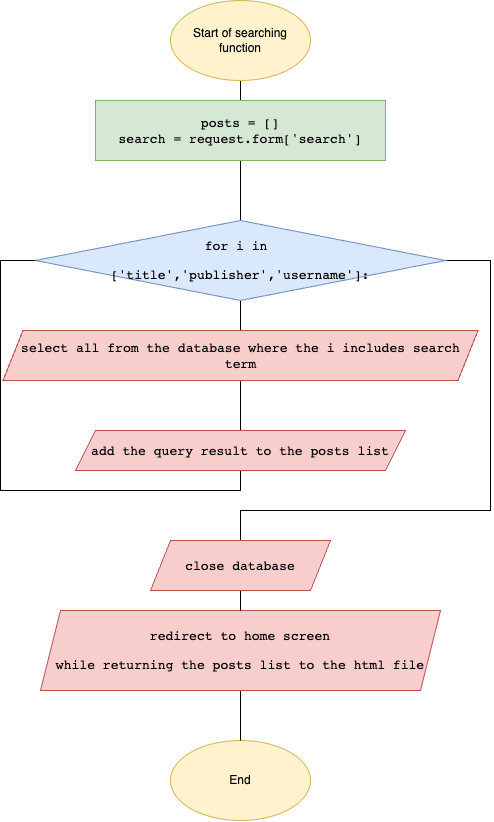 Start of searching
function
posts = []
search = request.form['search']
for i in
['title','publisher','username']:
select all from the database where the i includes search
term
add the query result to the posts list
close database
redirect to home screen
while returning the posts list to the html file
End